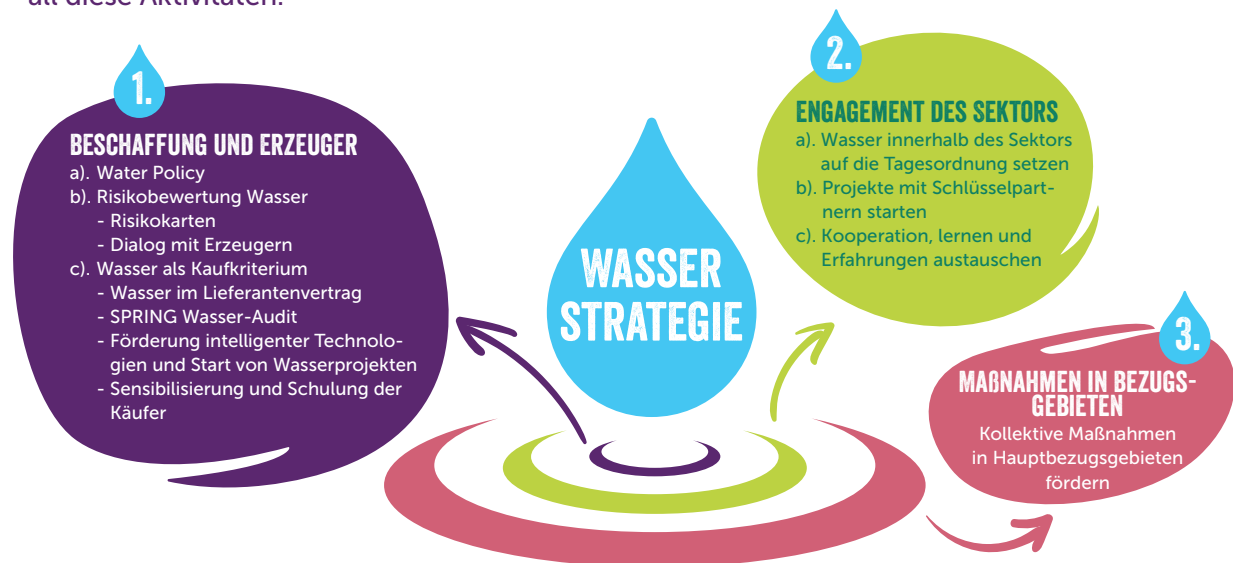 all diese Aktivitäten.
1.
BESCHAFFUNG UND ERZEUGER
a). Water Policy
b). Risikobewertung Wasser
- Risikokarten
- Dialog mit Erzeugern
c). Wasser als Kaufkriterium
- Wasser im Lieferantenvertrag
- SPRING Wasser-Audit
- Förderung intelligenter Technolo-
gien und Start von Wasserprojekten
- Sensibilisierung und Schulung der
Käufer
WASSER
STRATEGIE
2.
ENGAGEMENT DES SEKTORS
a). Wasser innerhalb des Sektors
auf die Tagesordnung setzen
b). Projekte mit Schlüsselpart-
nern starten
c). Kooperation, lernen und
Erfahrungen austauschen
3.
MAßNAHMEN IN BEZUGS-
GEBIETEN
Kollektive Maßnahmen
in Hauptbezugsgebieten
fördern